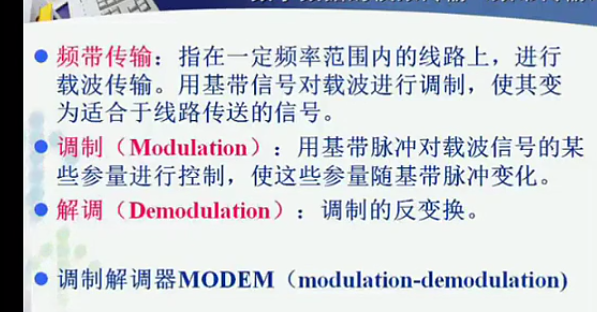 频带传输：指在一定频率范围内的线路上，进行
载波传输。用基带信号对载波进行调制，使其变
为适合于线路传送的信号。
调制（Modulation）：用基带脉冲对载波信号的某
些参量进行控制，使这些参量随基带脉冲变化。
解调（Demodulation）：调制的反变换。
调制解调器MODEM（modulation-demodulation)